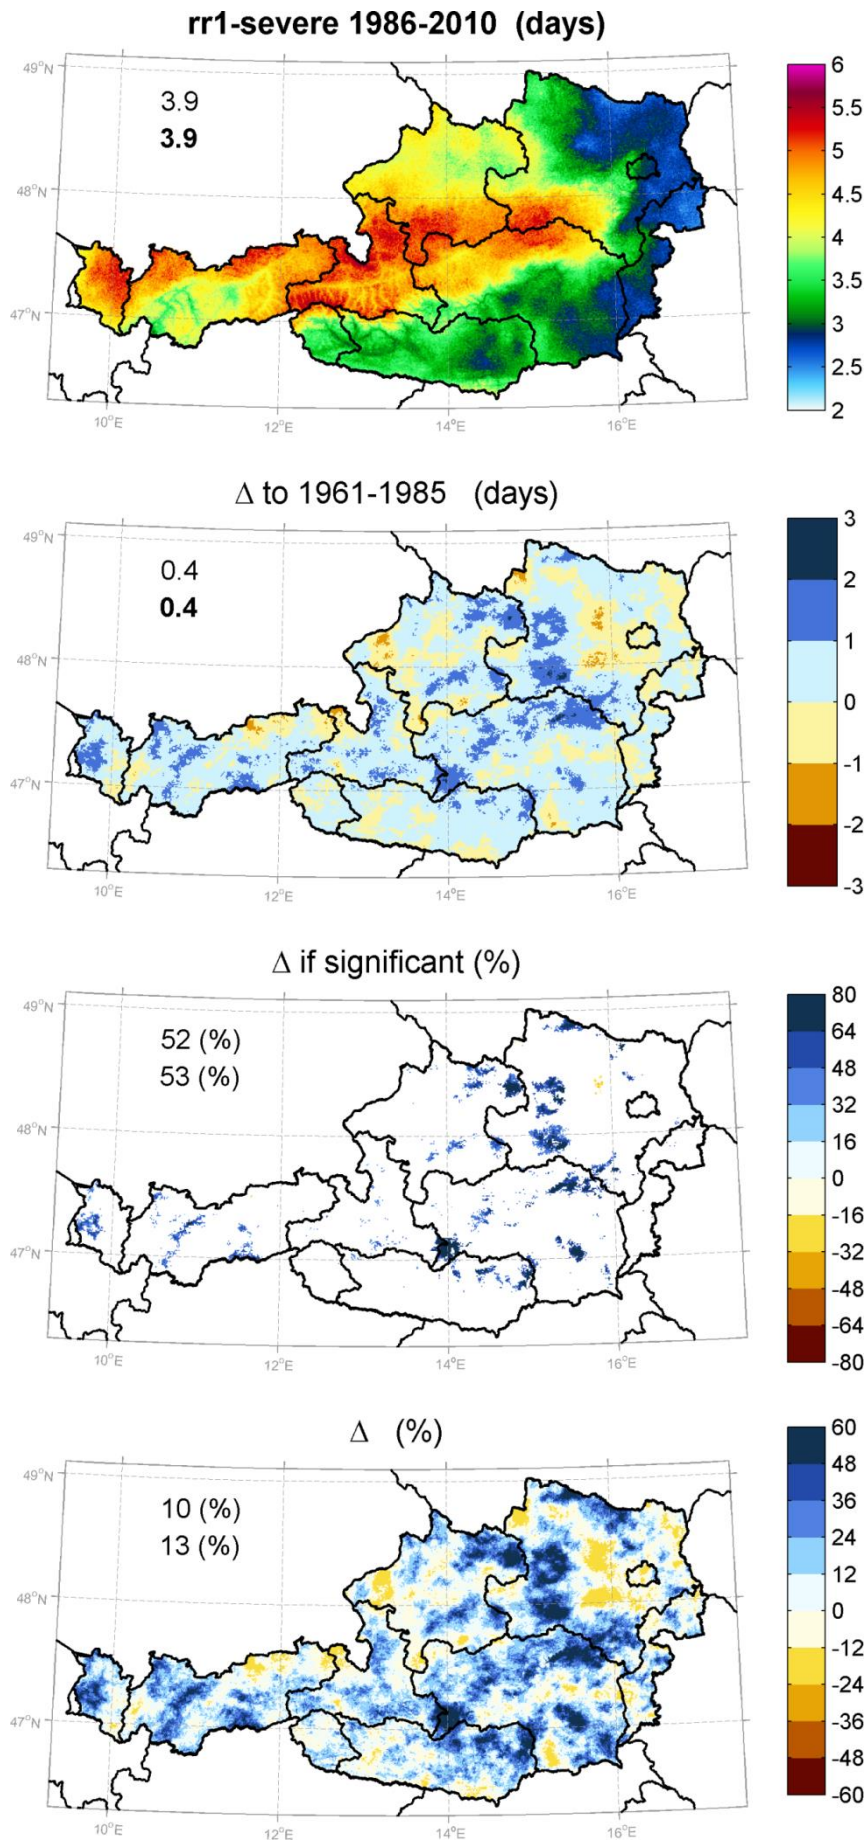 rr1-severe 1986-2010 (days)
49°N
48°N
47°N
3.9
3.9
10°E
12°E
14°E
16°E
6
5.5
5
4.5
4
3.5
3
2.5
2
Δ to 1961-1985 (days)
49°N
48°N
47°N
0.4
0.4
10°E
12°E
14°E
16°E
3
2
1
0
-1
-2
-3
Δ if significant (%)
49°N
48°N
47°N
52 (%)
53 (%)
10°E
12°E
14°E
16°E
80
64
48
32
16
0
-16
-32
-48
-64
-80
Δ (%)
49°N
48°N
47°N
10 (%)
13 (%)
10°E
12°E
14°E
16°E
60
48
36
24
12
0
-12
-24
-36
-48
-60